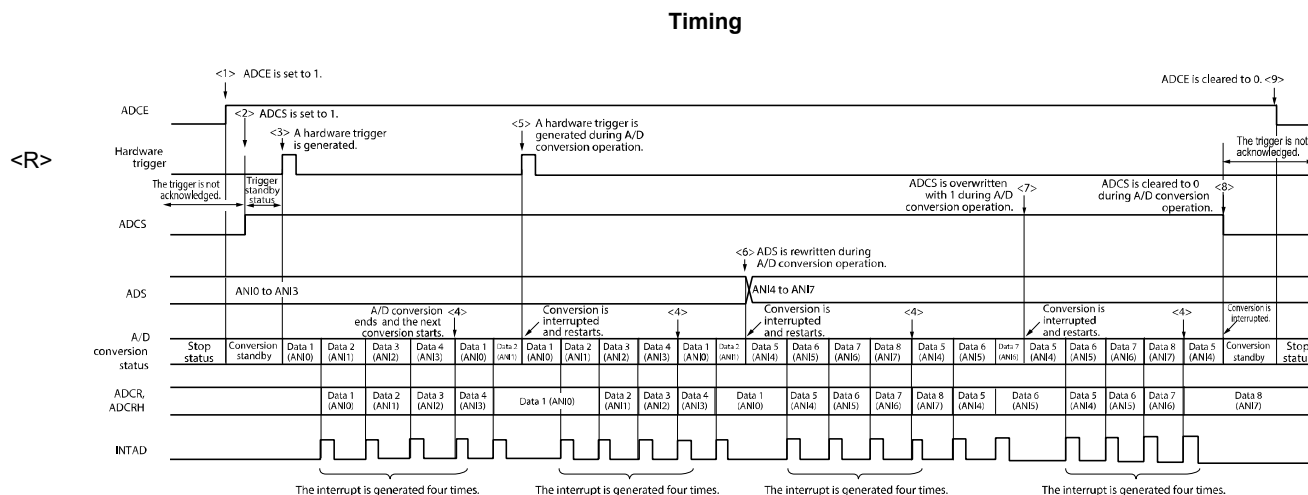 Timing
<1> ADCE is set to 1.
ADCE is cleared to 0. <9>
ADCE
<2> ADCS is set to 1.
<3> A hardware trigger
is generated.
<5> A hardware trigger is
generated during A/D
conversion operation.
<R>
Hardware
trigger
The trigger is not
acknowledged.
The trigger is not
acknowledged.
Trigger
standby
status
ADCS is overwritten <7>
with 1 during A/D
conversion operation.
ADCS is cleared to 0 <8>
during A/D conversion
operation.
ADCS
<6> ADS is rewritten during
A/D conversion operation.
ADS
ANI0 to ANI3
ANI4 to ANI7
A/D conversion <4>
ends and the next
conversion starts.
Conversion is
interrupted
and restarts.
<4>
Conversion is
interrupted
and restarts.
<4>
Conversion is
interrupted
and restarts.
<4>
Conversion is
interrupted.
A/D
conversion
status
Stop
status
Conversion
standby
Data 1
(ANI0)
Data 2
(ANI1)
Data 3
(ANI2)
Data 4
(ANI3)
Data 1
(ANI0)
Data 2
(ANI1)
Data 1
(ANI0)
Data 2
(ANI1)
Data 3
(ANI2)
Data 4
(ANI3)
Data 1
(ANI0)
Data 2
(ANI1)
Data 5
(ANI4)
Data 6
(ANI5)
Data 7
(ANI6)
Data 8
(ANI7)
Data 5
(ANI4)
Data 6
(ANI5)
Data 7
(ANI6)
Data 5
(ANI4)
Data 6
(ANI5)
Data 7
(ANI6)
Data 8
(ANI7)
Data 5
(ANI4)
Conversion
standby
Stop
status
ADCR,
ADCRH
Data 1
(ANI0)
Data 2
(ANI1)
Data 3
(ANI2)
Data 4
(ANI3)
Data 1 (ANI0)
Data 2
(ANI1)
Data 3
(ANI2)
Data 4
(ANI3)
Data 1
(ANI0)
Data 5
(ANI4)
Data 6
(ANI5)
Data 7
(ANI6)
Data 8
(ANI7)
Data 5
(ANI4)
Data 6
(ANI5)
Data 5
(ANI4)
Data 6
(ANI5)
Data 7
(ANI6)
Data 8
(ANI7)
INTAD
The interrupt is generated four times.
The interrupt is generated four times.
The interrupt is generated four times.
The interrupt is generated four times.